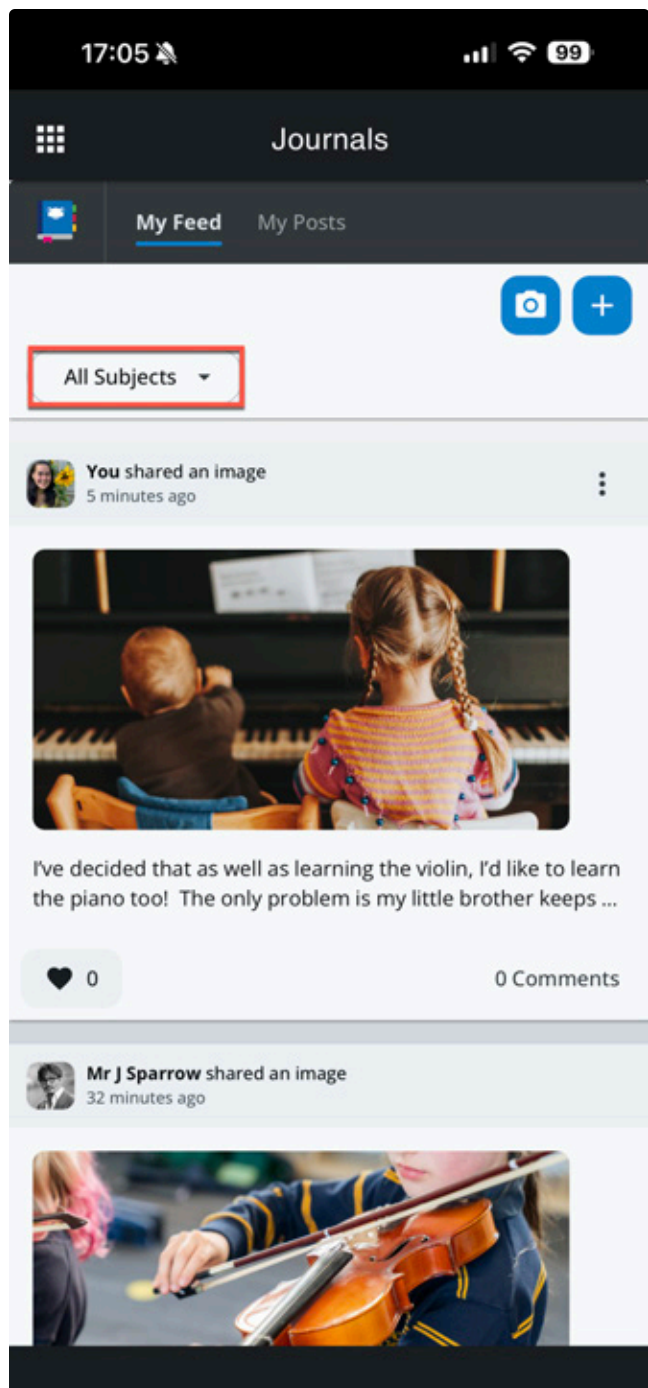 17:05
99
Journals
My Feed My Posts
All Subjects
You shared an image
5 minutes ago
I've decided that as well as learning the violin, I'd like to learn
the piano too!  The only problem is my little brother keeps ...
0
0 Comments
Mr J Sparrow shared an image
32 minutes ago